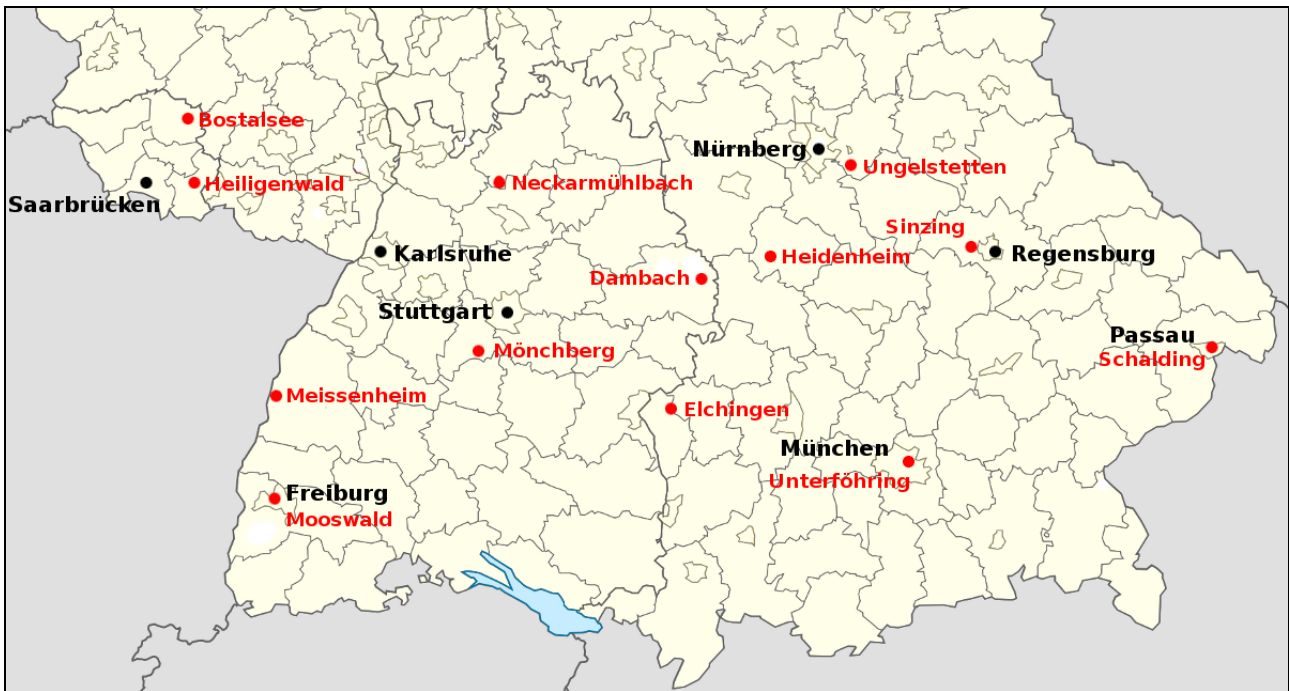 Bostalsee
Nürnberg
Ungelstetten
Heiligenwald
Neckarmühlbach
Saarbrücken
Sinzing
Karlsruhe
Heidenheim
Regensburg
Dambach
Stuttgart
Passau
Mönchberg
Schalding
Meissenheim
Elchingen
München
Unterföhring
Freiburg
Mooswald